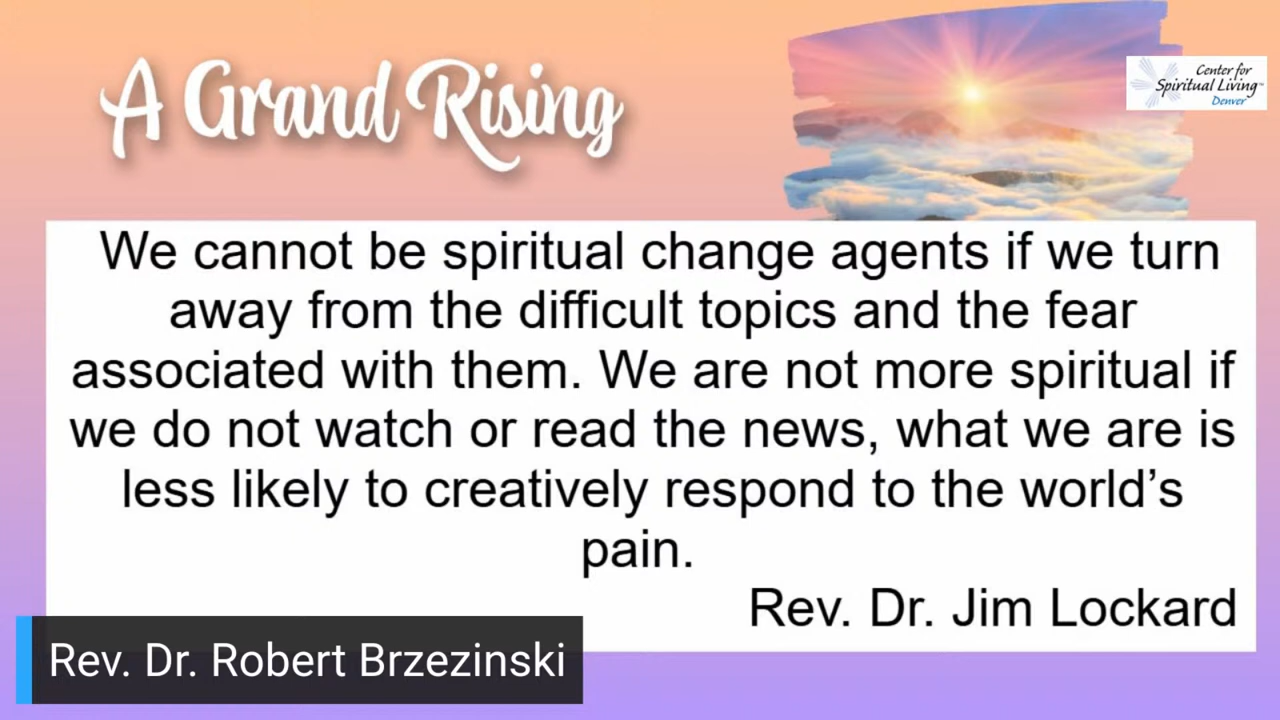 A Grand Rising
Center for
Spiritual Living™
Denver
We cannot be spiritual change agents if we turn
away from the difficult topics and the fear
associated with them. We are not more spiritual if
we do not watch or read the news, what we are is
less likely to creatively respond to the world’s
pain.
Rev. Dr. Jim Lockard
Rev. Dr. Robert Brzezinski